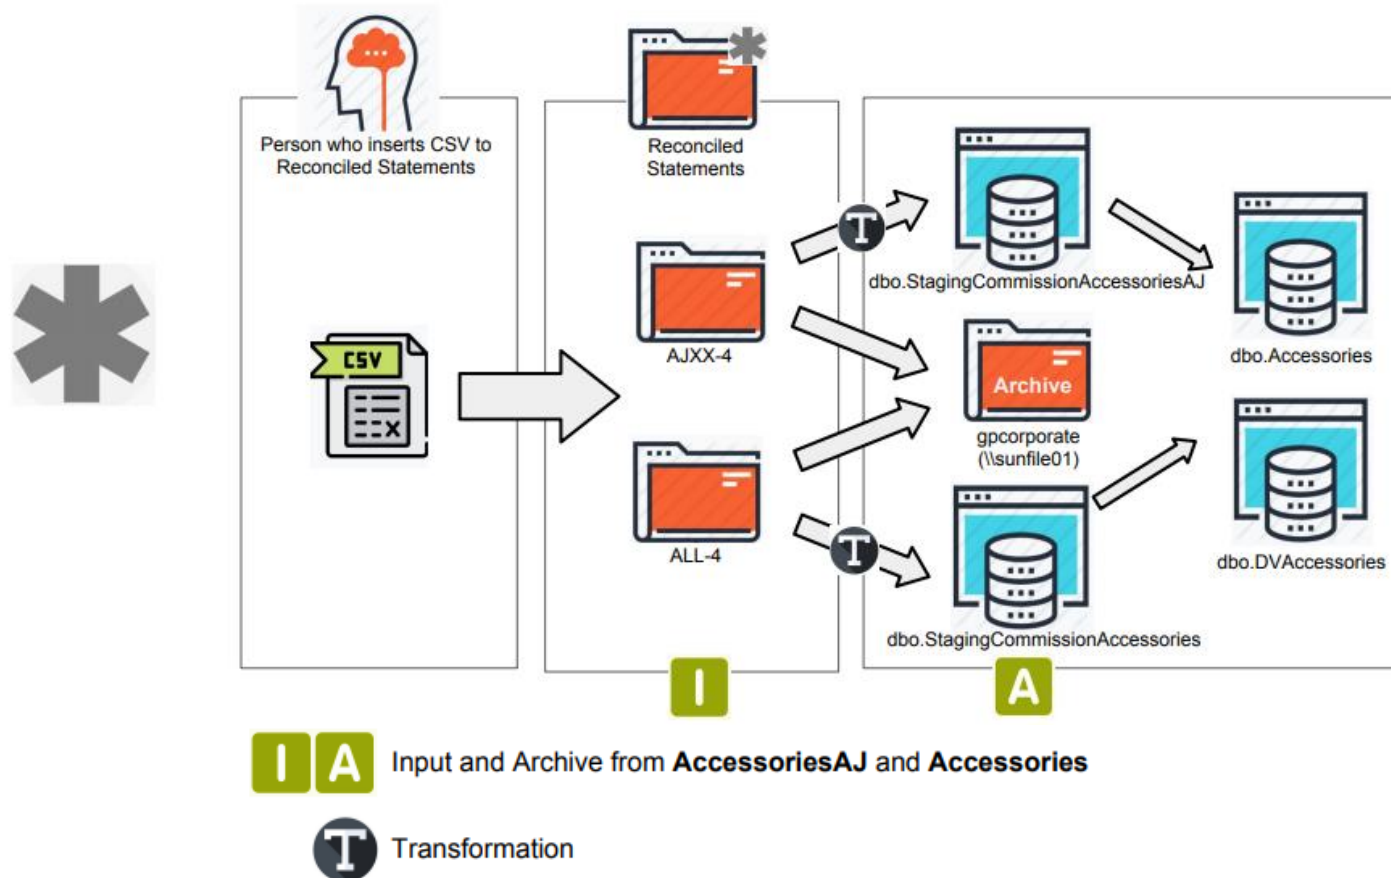 Person who inserts CSV to
Reconciled Statements
Reconciled
Statements
CSV
X
AJXX-4
ALL-4
T
T
dbo.StagingCommissionAccessoriesAJ
dbo.Accessories
Archive
gpcorporate
(\\sunfile01)
dbo.StagingCommissionAccessories
dbo.DVAccessories
I
A
I A Input and Archive from AccessoriesAJ and Accessories
T Transformation